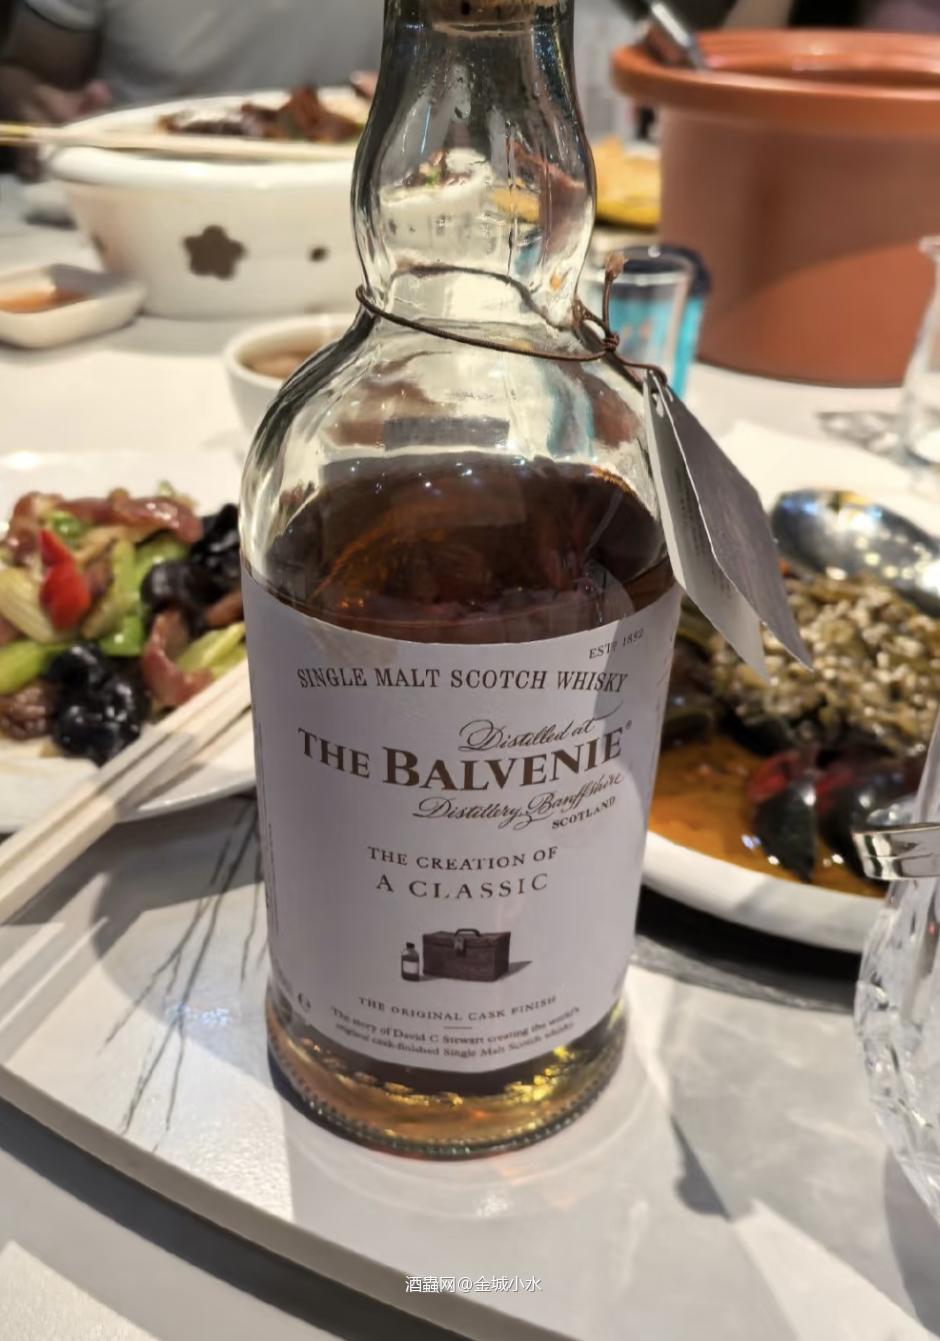 ESTD 1892
SINGLE MALT SCOTCH WHISKY
Distilled at
THE BALVENIE®
Distillery, Banffshire
SCOTLAND
THE CREATION OF
A CLASSIC
THE ORIGINAL CASK FINISH
The story of David C Stewart creating the world's
original cask-finished Single Malt Scotch whisky
酒蟲网@金城小水